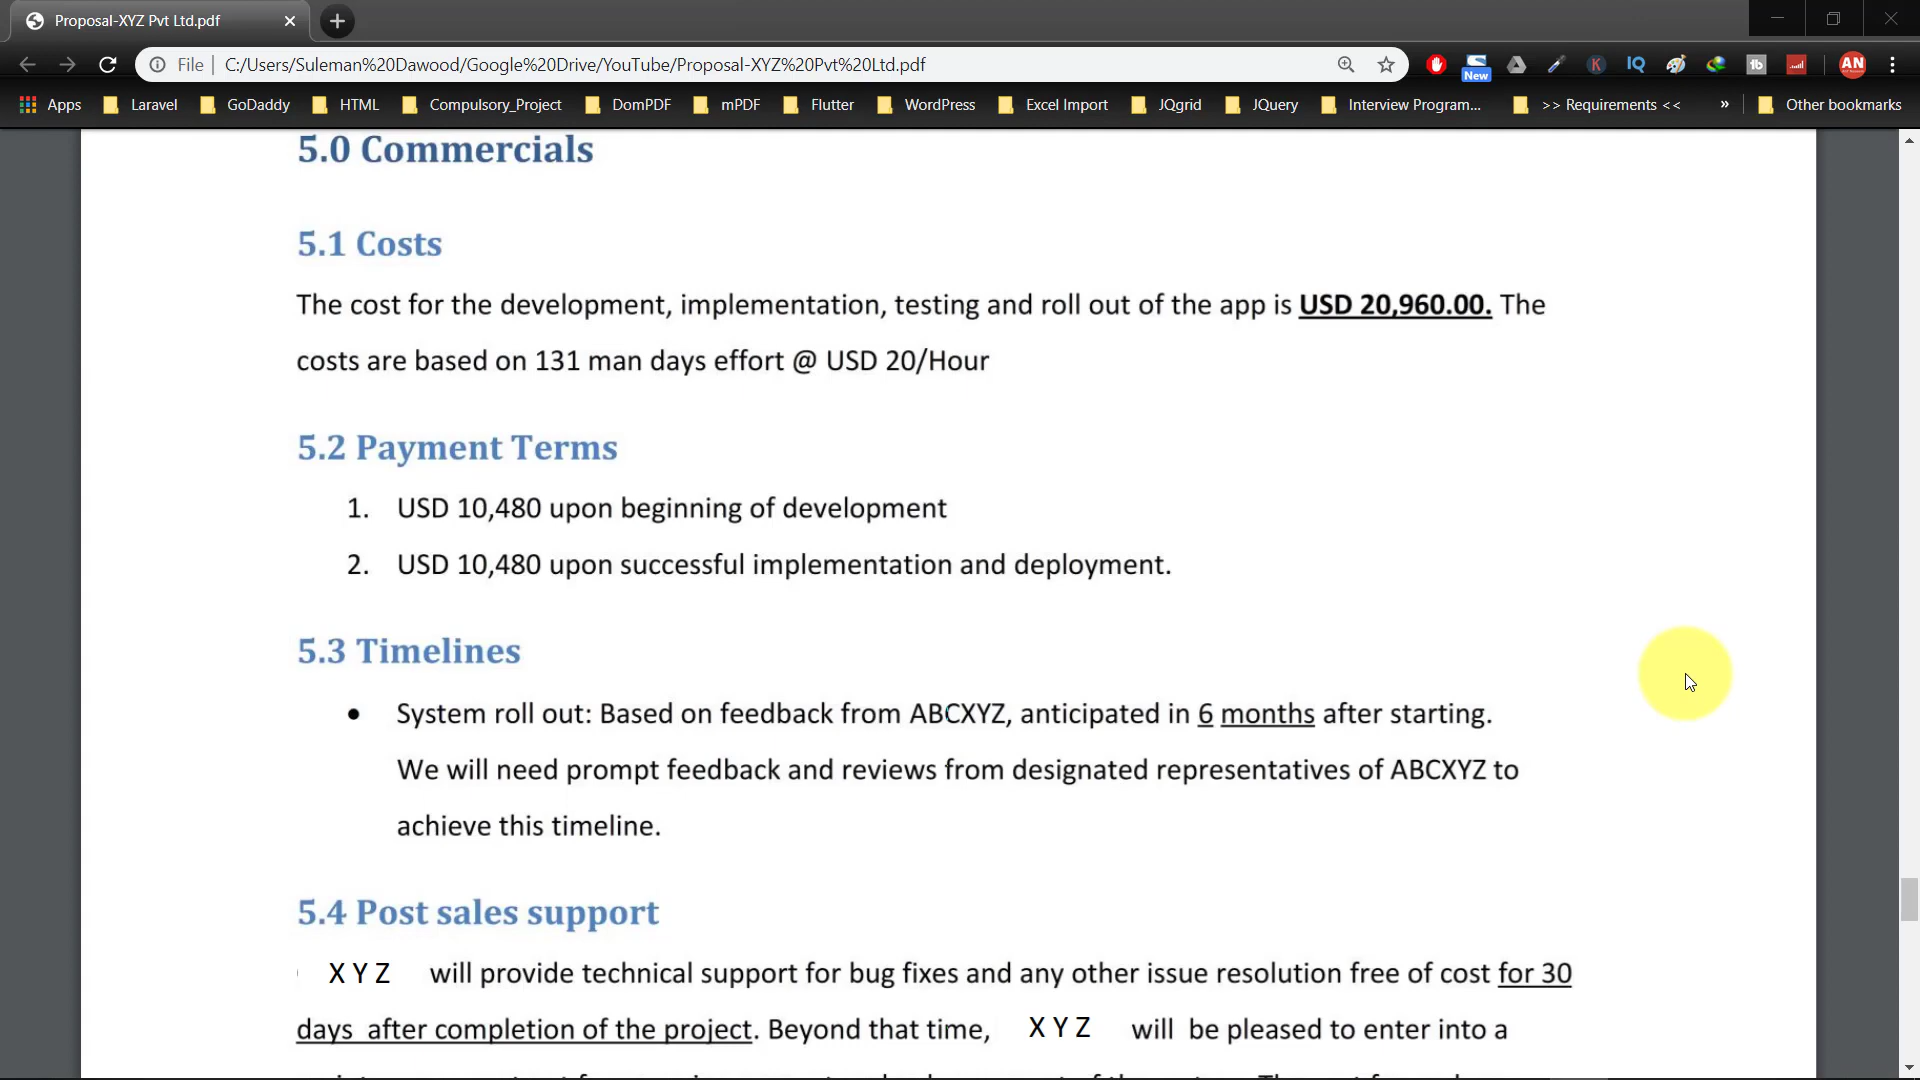 Proposal-XYZ Pvt Ltd.pdf
File C:/Users/Suleman%20Dawood/Google%20Drive/YouTube/Proposal-XYZ%20Pvt%20Ltd.pdf
New IQ tb AN
Apps Laravel GoDaddy HTML Compulsory_Project DomPDF mPDF Flutter WordPress Excel Import JQgrid JQuery Interview Program... >> Requirements << » Other bookmarks
5.0 Commercials
5.1 Costs
The cost for the development, implementation, testing and roll out of the app is USD 20,960.00. The
costs are based on 131 man days effort @ USD 20/Hour
5.2 Payment Terms
1. USD 10,480 upon beginning of development
2. USD 10,480 upon successful implementation and deployment.
5.3 Timelines
• System roll out: Based on feedback from ABCXYZ, anticipated in 6 months after starting.
We will need prompt feedback and reviews from designated representatives of ABCXYZ to
achieve this timeline.
5.4 Post sales support
X Y Z will provide technical support for bug fixes and any other issue resolution free of cost for 30
days after completion of the project. Beyond that time, X Y Z will be pleased to enter into a